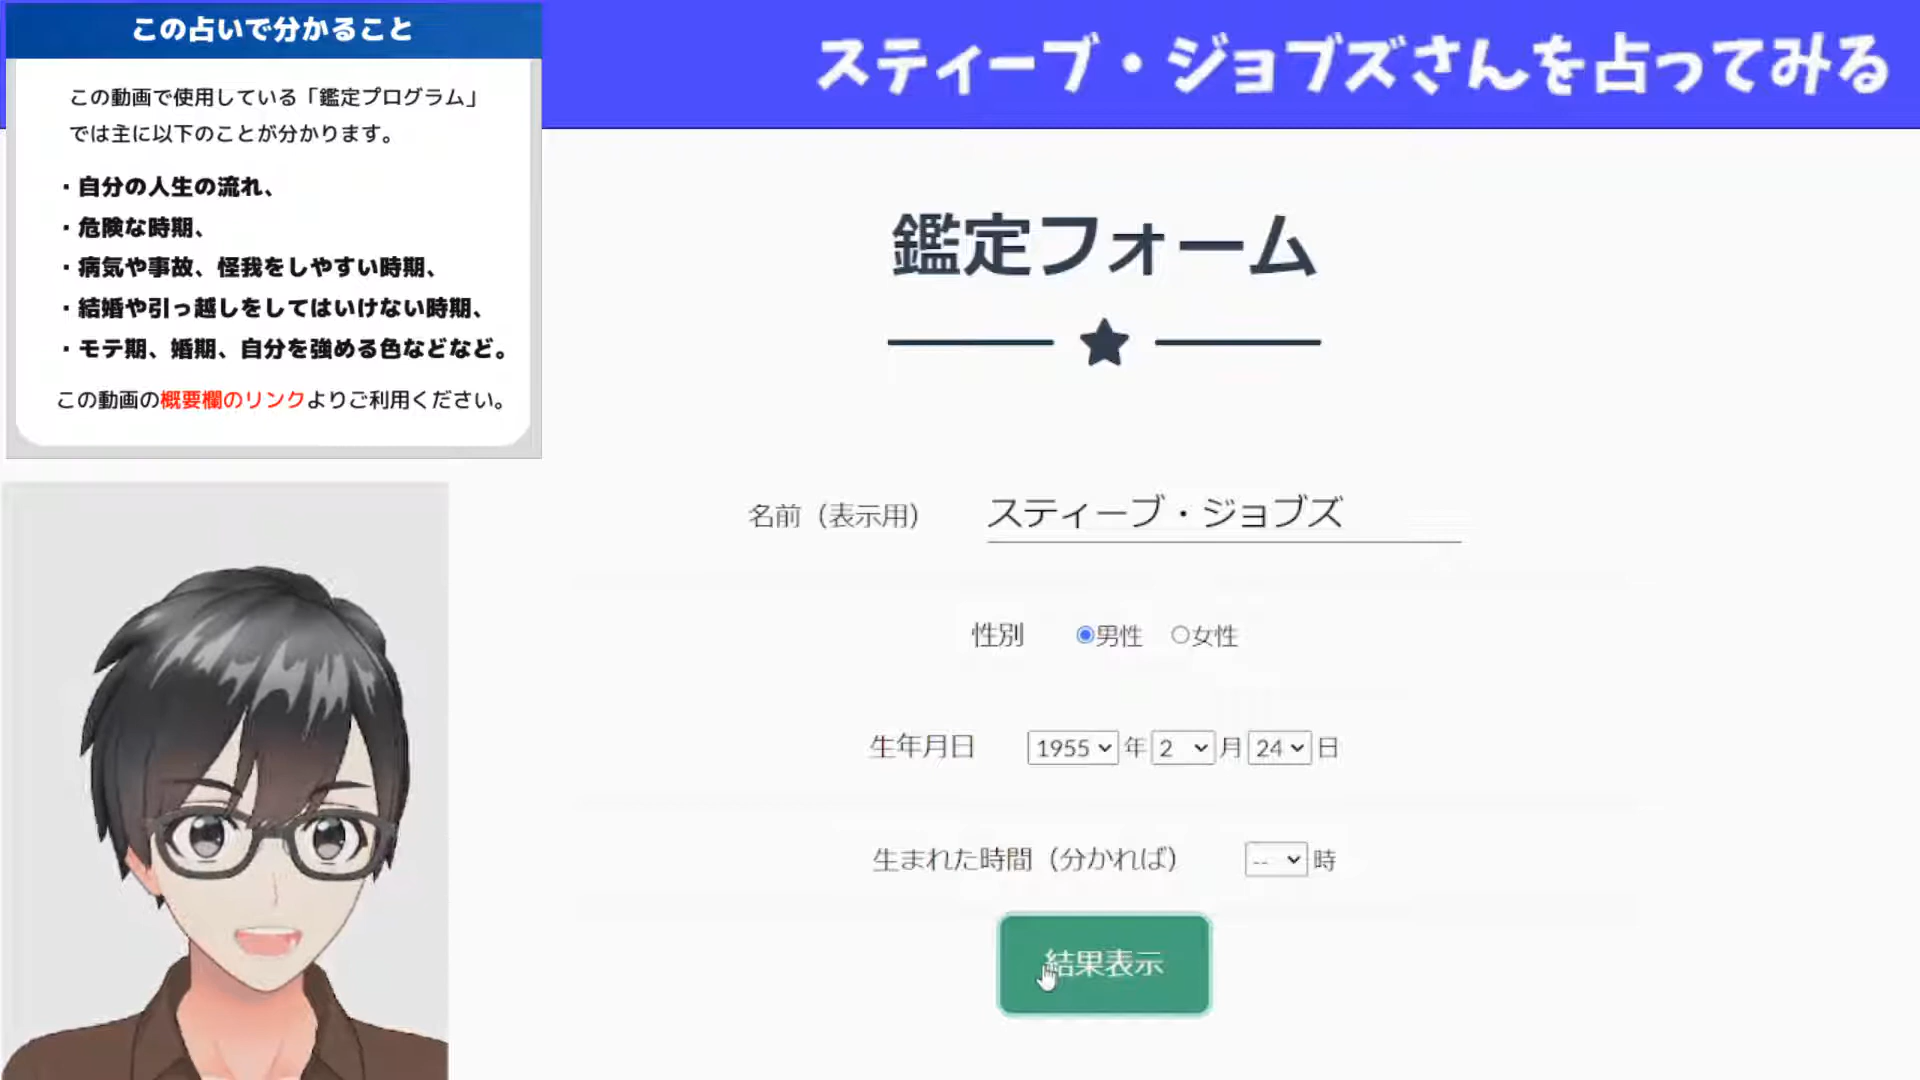 この占いで分かること
この動画で使用している「鑑定プログラム」
では主に以下のことが分かります。
・自分の人生の流れ、
・危険な時期、
・病気や事故、怪我をしやすい時期、
・結婚や引っ越しをしてはいけない時期、
・モテ期、婚期、自分を強める色などなど。
この動画の概要欄のリンクよりご利用ください。
スティーブ・ジョブズさんを占ってみる
鑑定フォーム
名前（表示用） スティーブ・ジョブズ
性別 男性 女性
生年月日 1955 年 2 月 24 日
生まれた時間（分かれば） -- 時
結果表示